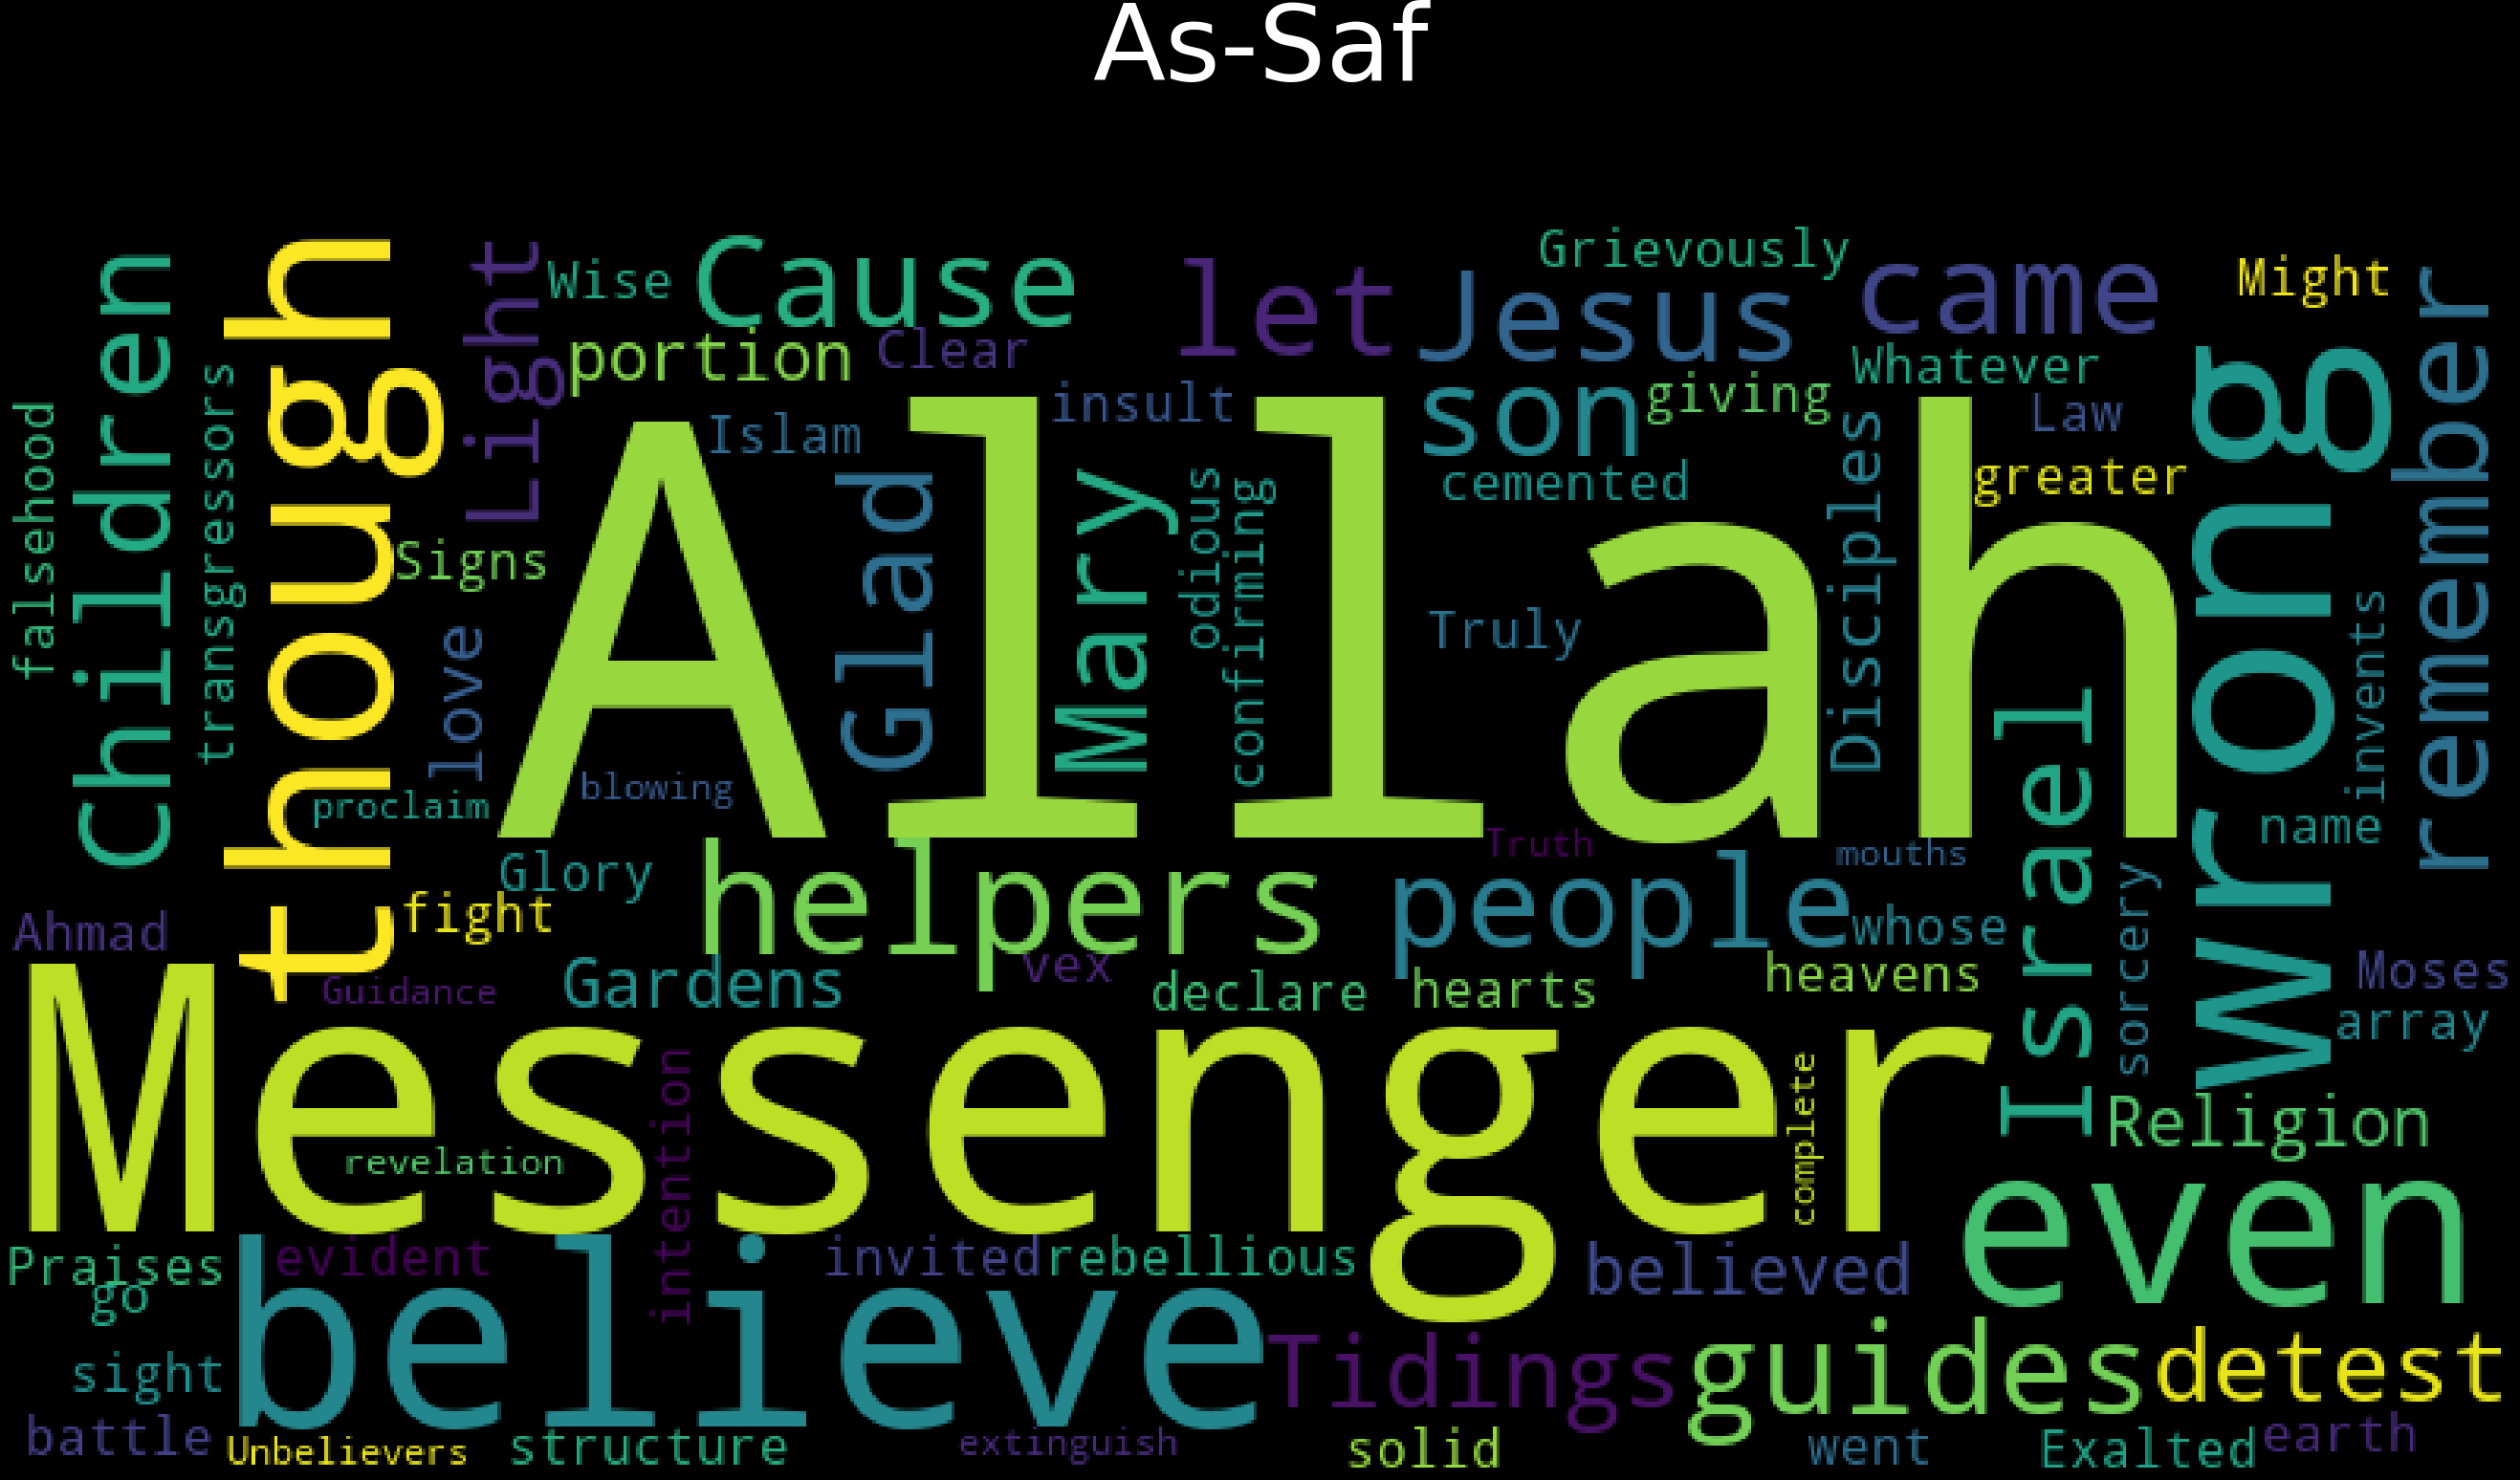 As-Saf
Grievously
Children
though
Light
Wise
Cause
let
Jesus
came
Might
remember
portion
Clear
Whatever
wrong
falsehood
transgressors
Islam
insult
son
giving
Law
Signs
Allah
Glad
Mary
odious
confirming
cemented
Disciples
greater
Truly
invents
love
proclaim
blowing
Israel
name
Glory
helpers
Truth
people
mouths
sorcery
Ahmad
fight
whose
Guidance
Gardens
vex
declare
hearts
heavens
Moses
array
Messenger
intention
complete
Religion
revelation
even
Praises
go
evident
invited
rebellious
believed
believe
sight
Tidings
guides
detest
battle
Unbelievers
structure
extinguish
solid
went
Exalted
earth